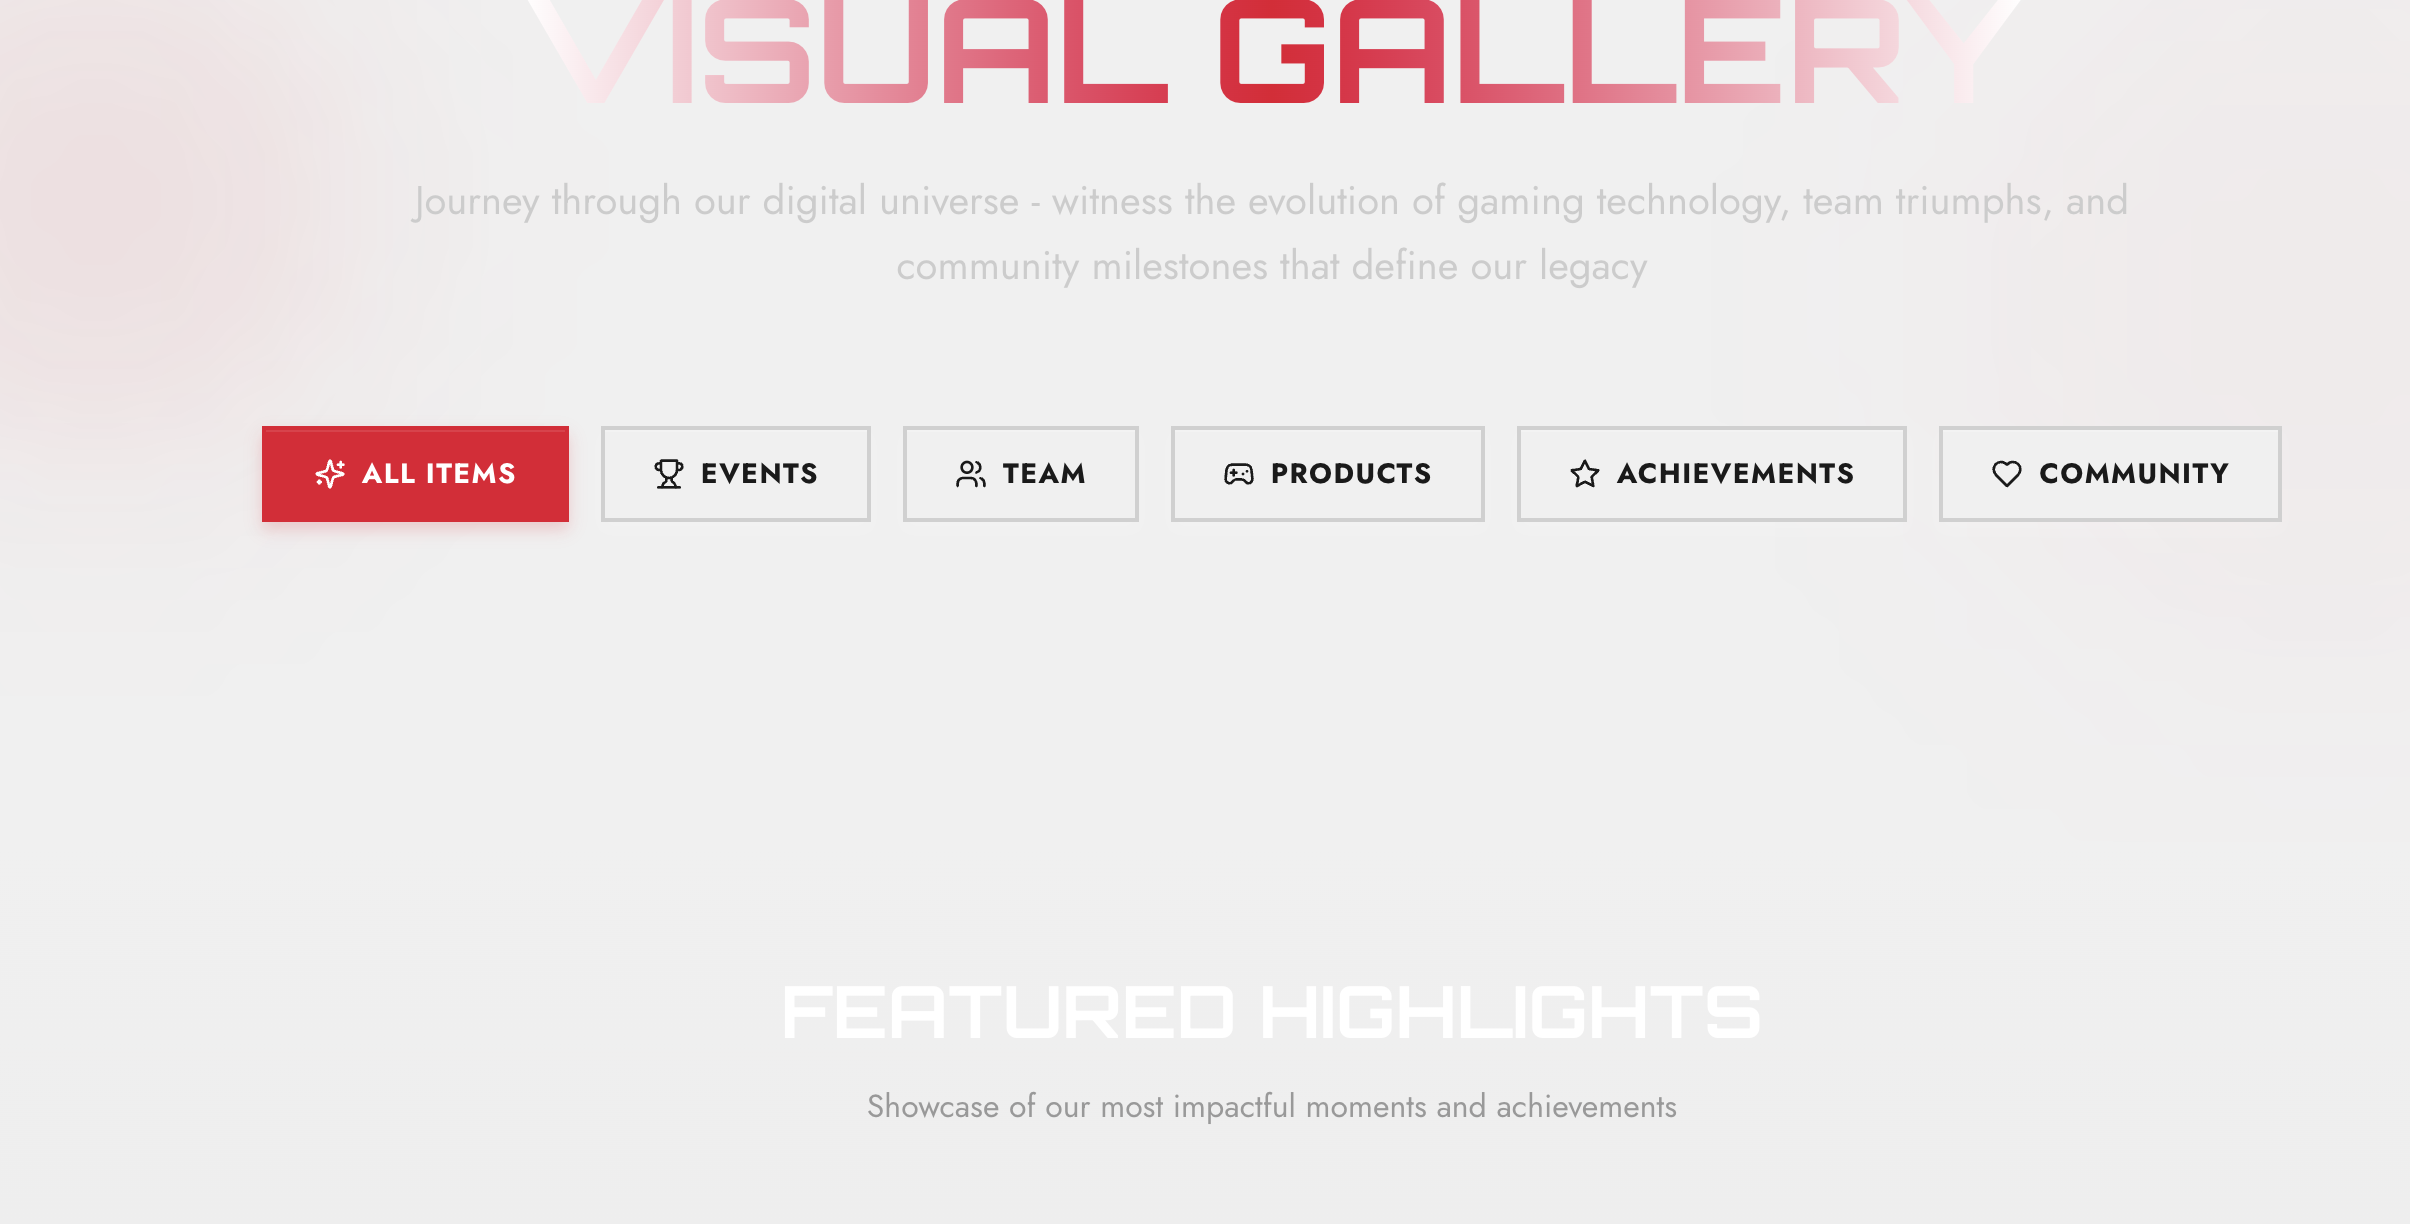 VISUAL GALLERY
Journey through our digital universe - witness the evolution of gaming technology, team triumphs, and
community milestones that define our legacy
ALL ITEMS
EVENTS
TEAM
PRODUCTS
ACHIEVEMENTS
COMMUNITY
FEATURED HIGHLIGHTS
Showcase of our most impactful moments and achievements